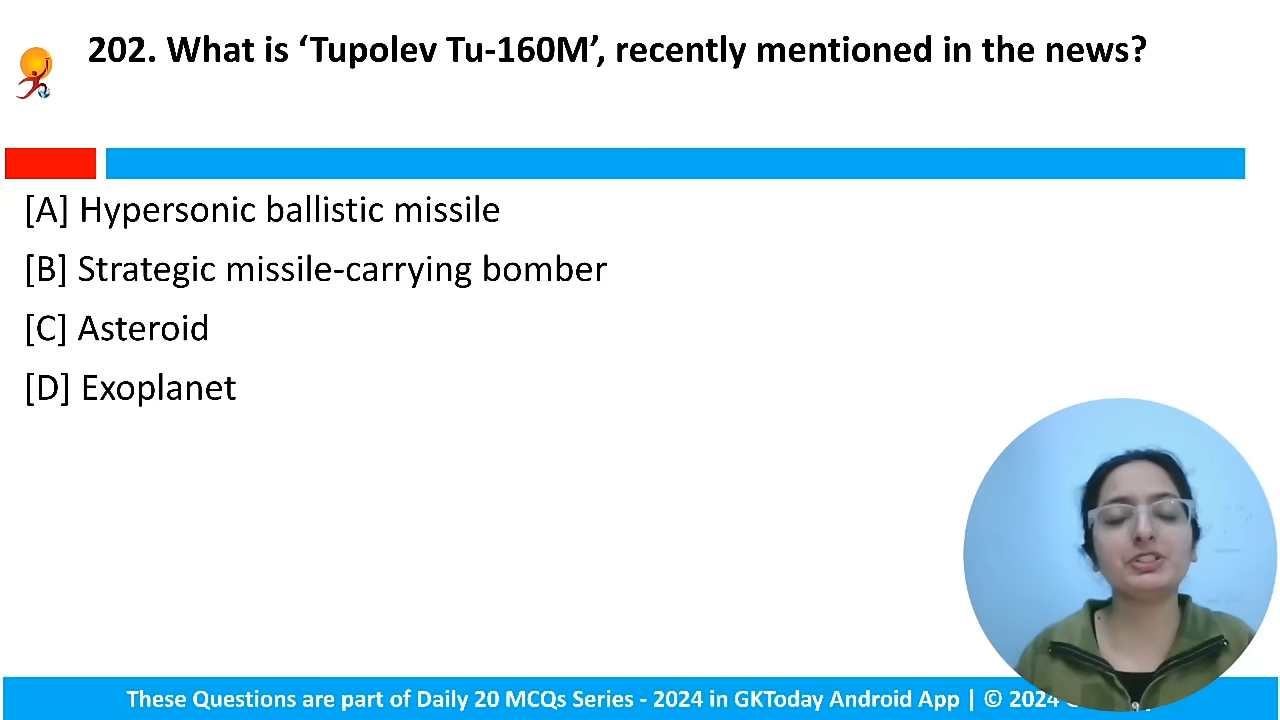 202. What is ‘Tupolev Tu-160M’, recently mentioned in the news?
[A] Hypersonic ballistic missile
[B] Strategic missile-carrying bomber
[C] Asteroid
[D] Exoplanet
These Questions are part of Daily 20 MCQs Series - 2024 in GKToday Android App | © 2024